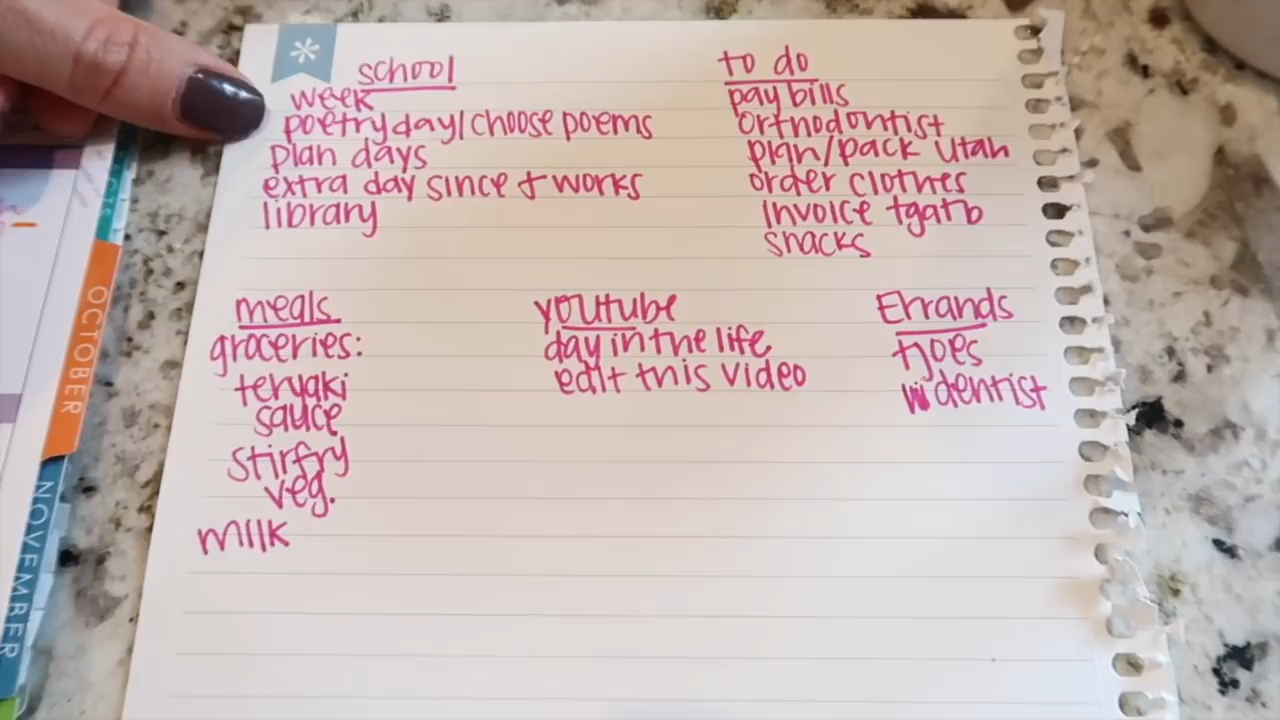 school
week
poetry day/choose poems
plan days
extra day since t works
library
to do
pay bills
orthodontist
plan/pack utah
order clothes
invoice tgatb
snacks
meals
groceries:
teryaki
sauce
stirfry
veg.
milk
youtube
day in the life
edit this video
Errands
tjoes
dentist
OCTOBER
NOVEMBER